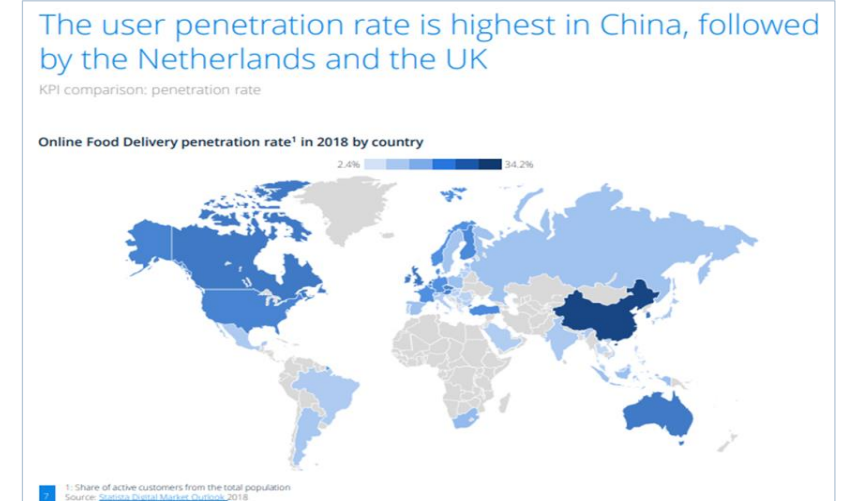 The user penetration rate is highest in China, followed
by the Netherlands and the UK
KPI comparison: penetration rate
Online Food Delivery penetration rate¹ in 2018 by country
2.4% 34.2%
7 1: Share of active customers from the total population
Source: Statista Digital Market Outlook 2018